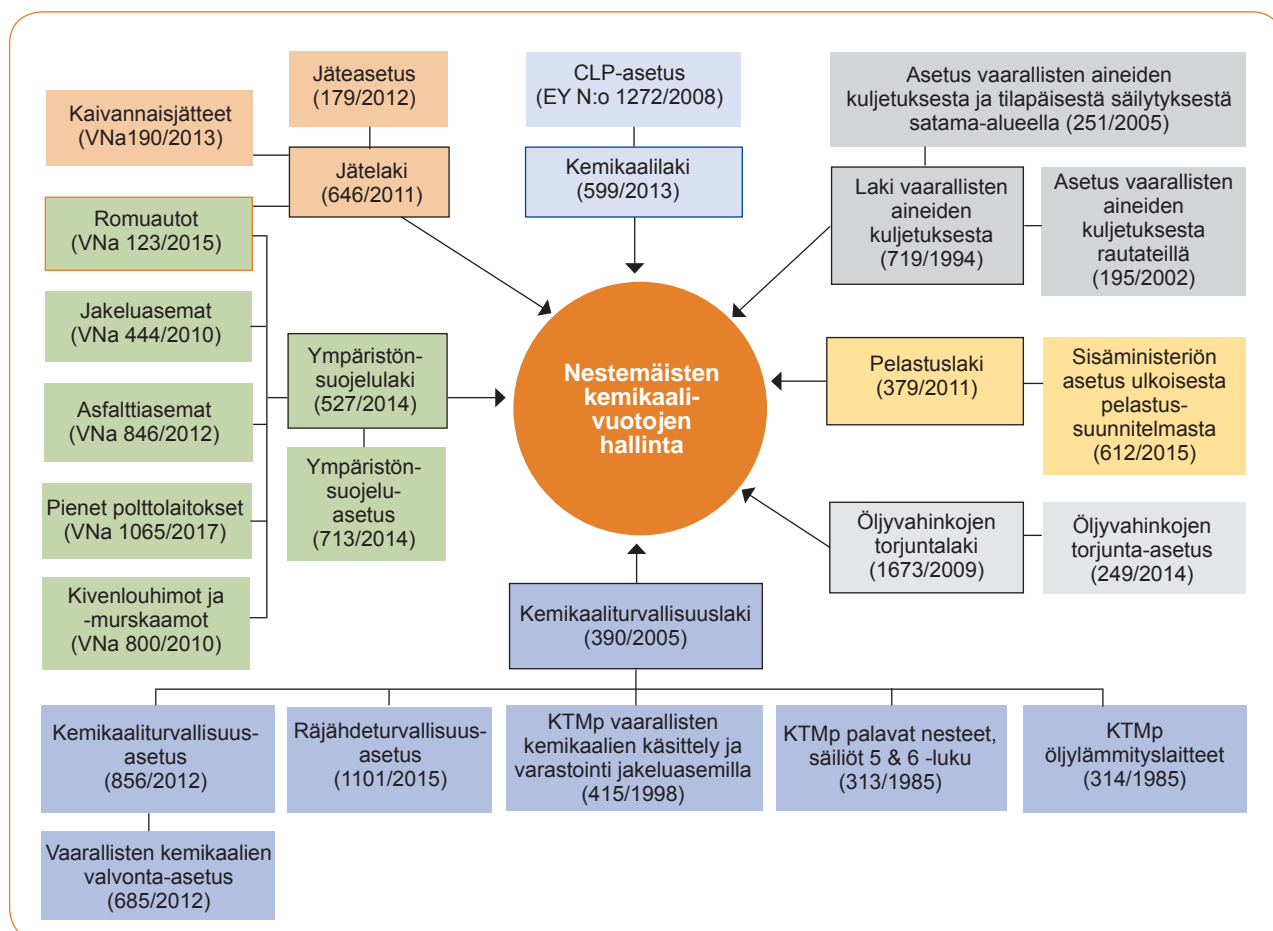 Jäteasetus
(179/2012)
Kaivannaisjätteet
(VNa190/2013)
Jätelaki
(646/2011)
CLP-asetus
(EY N:o 1272/2008)
Kemikaalilaki
(599/2013)
Asetus vaarallisten aineiden
kuljetuksesta ja tilapäisestä säilytyksestä
satama-alueella (251/2005)
Laki vaarallisten
aineiden
kuljetuksesta
(719/1994)
Asetus vaarallisten
aineiden
kuljetuksesta
rautateillä
(195/2002)
Romuautot
(VNa 123/2015)
Jakeluasemat
(VNa 444/2010)
Asfalttiasemat
(VNa 846/2012)
Pienet polttolaitokset
(VNa 1065/2017)
Kivenlouhimot ja
-murskaamot
(VNa 800/2010)
Ympäristön-
suojelulaki
(527/2014)
Ympäristön-
suojelu-
asetus
(713/2014)
Nestemäisten
kemikaali-
vuotojen
hallinta
Pelastuslaki
(379/2011)
Sisäministeriön
asetus ulkoisesta
pelastus-
suunnitelmasta
(612/2015)
Öljyvahinkojen
torjuntalaki
(1673/2009)
Öljyvahinkojen
torjunta-asetus
(249/2014)
Kemikaaliturvallisuuslaki
(390/2005)
Kemikaaliturvallisuus-
asetus
(856/2012)
Räjähdeturvallisuus-
asetus
(1101/2015)
KTMp vaarallisten
kemikaalien käsittely ja
varastointi jakeluasemilla
(415/1998)
KTMp palavat nesteet,
säiliöt 5 & 6 -luku
(313/1985)
KTMp
öljylämmityslaitteet
(314/1985)
Vaarallisten kemikaalien
valvonta-asetus
(685/2012)